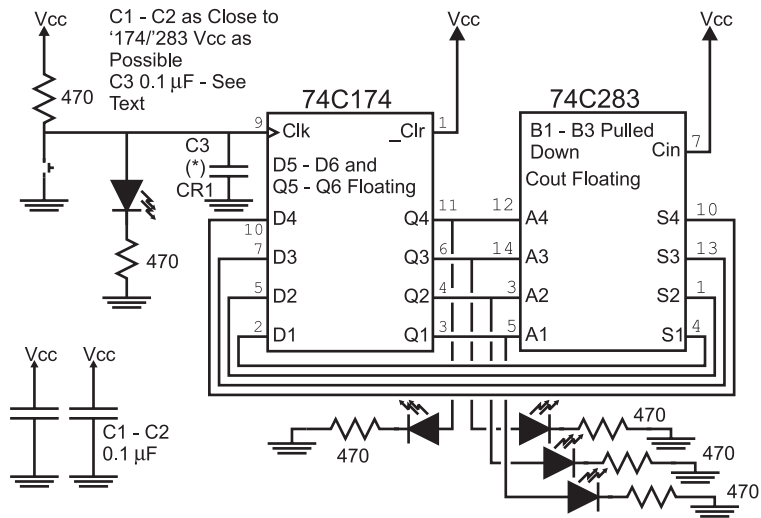 Vcc
C1 - C2 as Close to
'174/'283 Vcc as
Possible
C3 0.1 µF - See
Text
Vcc
Vcc
470
74C174
74C283
9
Clk
_Clr
1
B1 - B3 Pulled
Down
Cin
7
Cout Floating
C3
(*)
CR1
D5 - D6 and
Q5 - Q6 Floating
470
10
D4
Q4
11
12
A4
S4
10
7
D3
Q3
6
14
A3
S3
13
5
D2
Q2
4
3
A2
S2
1
2
D1
Q1
3
5
A1
S1
4
Vcc
Vcc
C1 - C2
0.1 µF
470
470
470
470